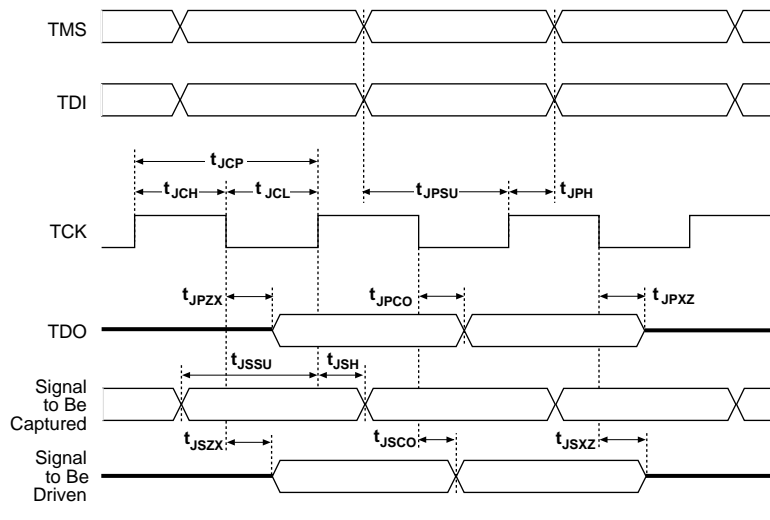 TMS
TDI
tJCP
tJCH
tJCL
tJPSU
tJPH
TCK
tJPZX
tJPCO
tJPXZ
TDO
tJSSU
tJSH
Signal
to Be
Captured
tJSZX
tJSCO
tJSXZ
Signal
to Be
Driven